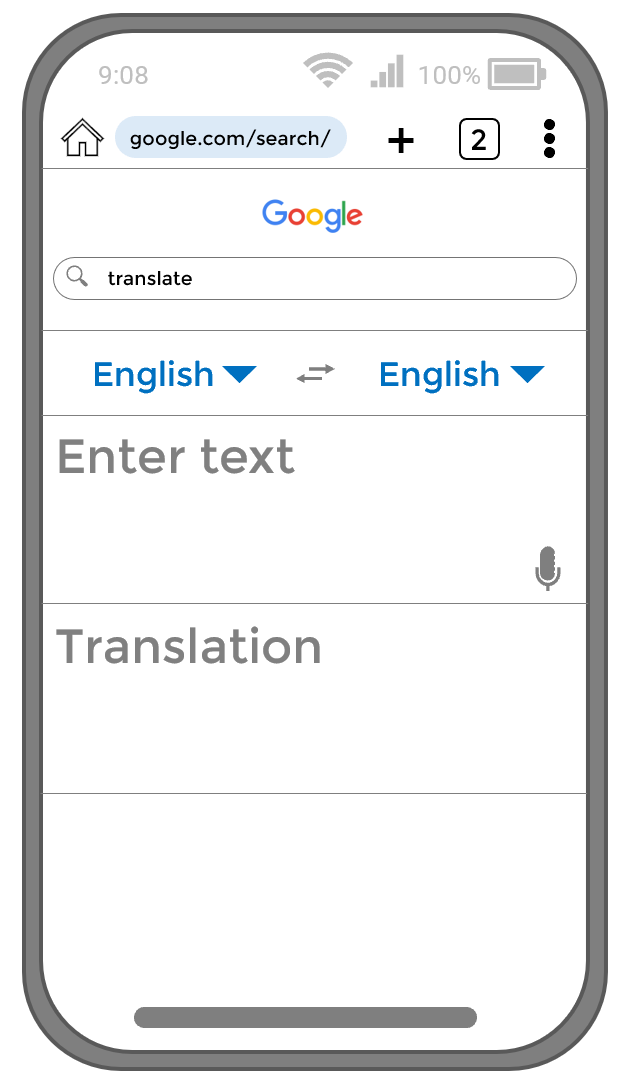 9:08 100%
google.com/search/ + 2
Google
translate
English English
Enter text
Translation